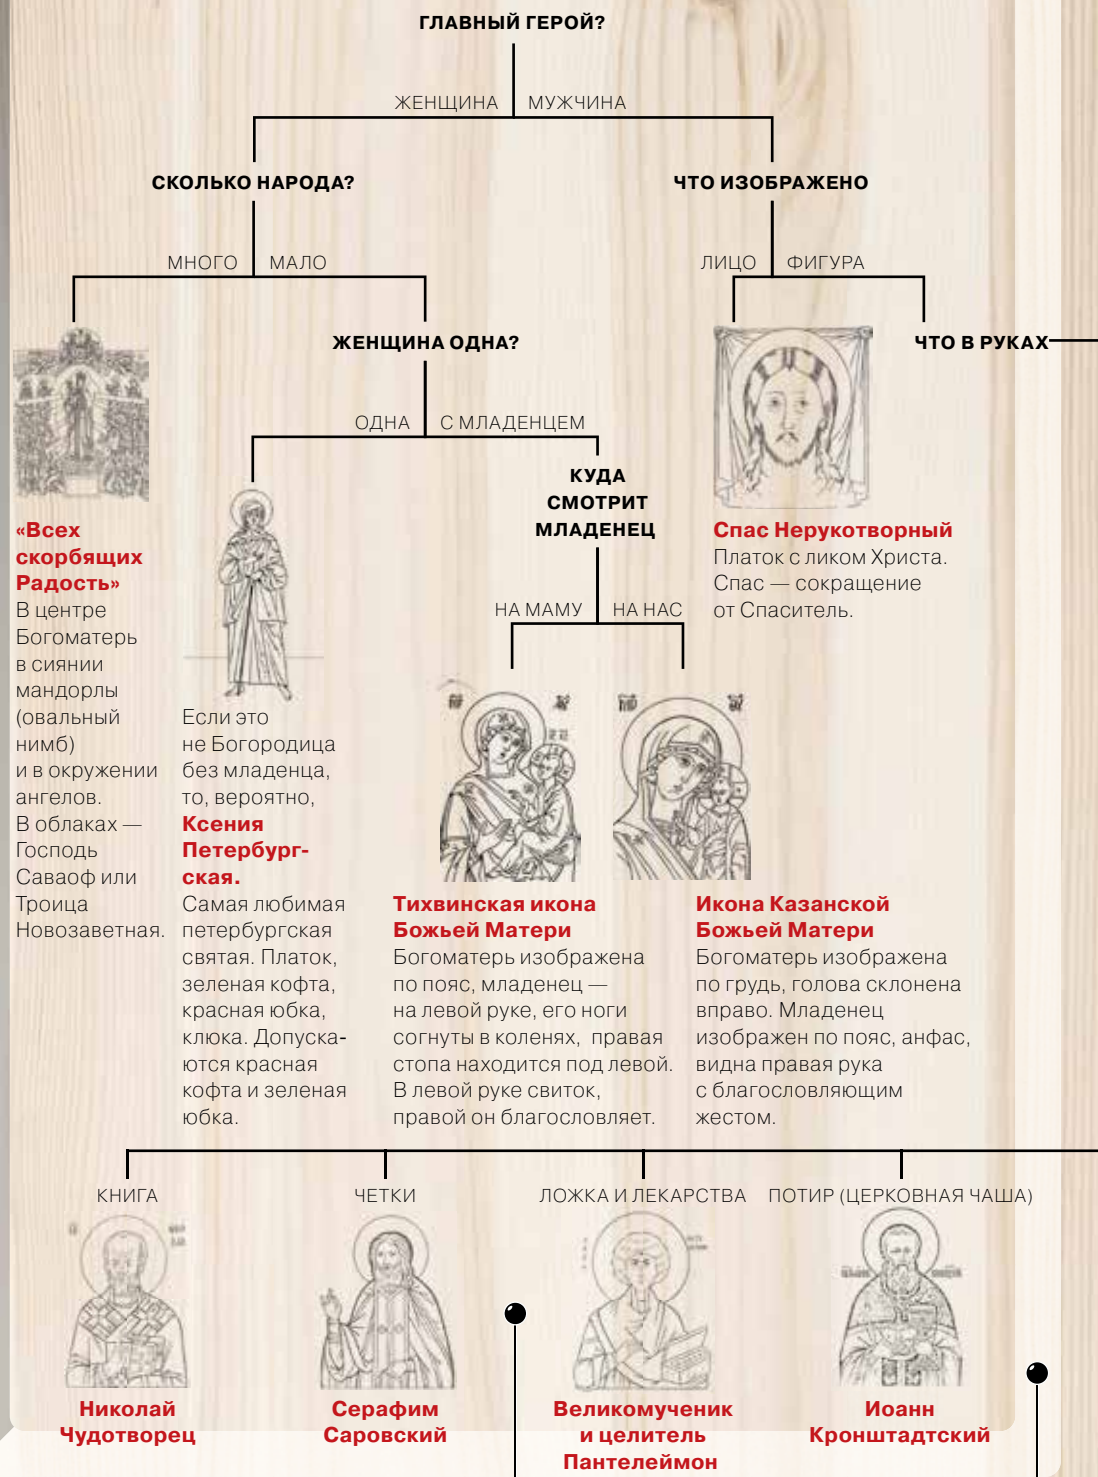 ГЛАВНЫЙ ГЕРОЙ?
ЖЕНЩИНА
МУЖЧИНА
СКОЛЬКО НАРОДА?
ЧТО ИЗОБРАЖЕНО
МНОГО
МАЛО
ЛИЦО
ФИГУРА
ЖЕНЩИНА ОДНА?
ЧТО В РУКАХ
ОДНА
С МЛАДЕНЦЕМ
КУДА
СМОТРИТ
МЛАДЕНЕЦ
НА МАМУ
НА НАС
«Всех
скорбящих
Радость»
В центре
Богоматерь
в сиянии
мандорлы
(овальный
нимб)
и в окружении
ангелов.
В облаках —
Господь
Саваоф или
Троица
Новозаветная.
Если это
не Богородица
без младенца,
то, вероятно,
Ксения
Петербург-
ская.
Самая любимая
петербургская
святая. Платок,
зеленая кофта,
красная юбка,
клюка. Допуска-
ются красная
кофта и зеленая
юбка.
Тихвинская икона
Божьей Матери
Богоматерь изображена
по пояс, младенец —
на левой руке, его ноги
согнуты в коленях, правая
стопа находится под левой.
В левой руке свиток,
правой он благословляет.
Икона Казанской
Божьей Матери
Богоматерь изображена
по грудь, голова склонена
вправо. Младенец
изображен по пояс, анфас,
видна правая рука
с благословляющим
жестом.
Спас Нерукотворный
Платок с ликом Христа.
Спас — сокращение
от Спаситель.
КНИГА
ЧЕТКИ
ЛОЖКА И ЛЕКАРСТВА
ПОТИР (ЦЕРКОВНАЯ ЧАША)
Николай
Чудотворец
Серафим
Саровский
Великомученик
и целитель
Пантелеймон
Иоанн
Кронштадтский